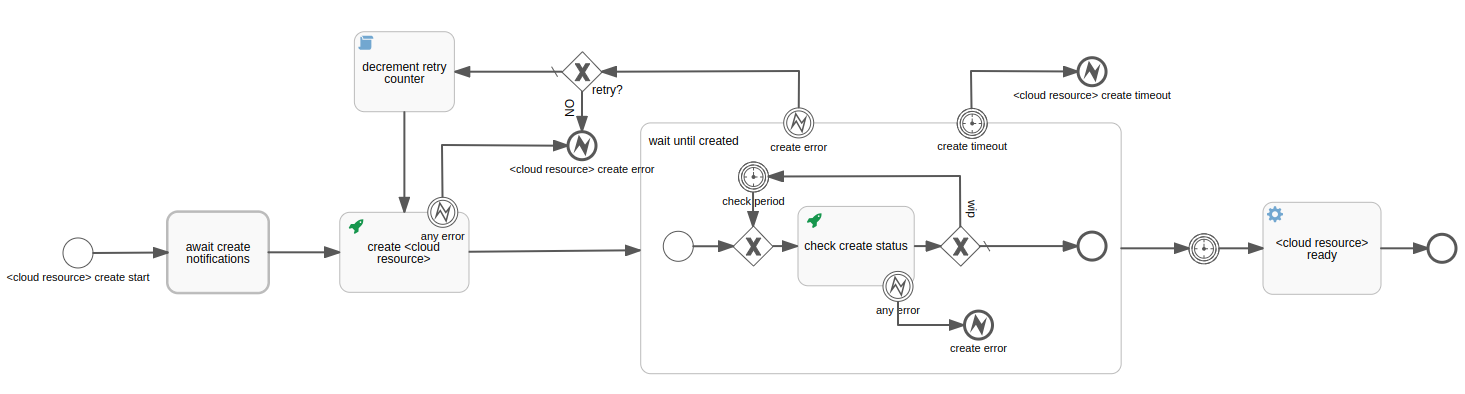 decrement retry
counter
retry?
NO
<cloud resource> create error
<cloud resource> create timeout
wait until created
create error
create timeout
check period
wip
<cloud resource> create start
await create
notifications
any error
create <cloud
resource>
check create status
any error
create error
<cloud resource>
ready